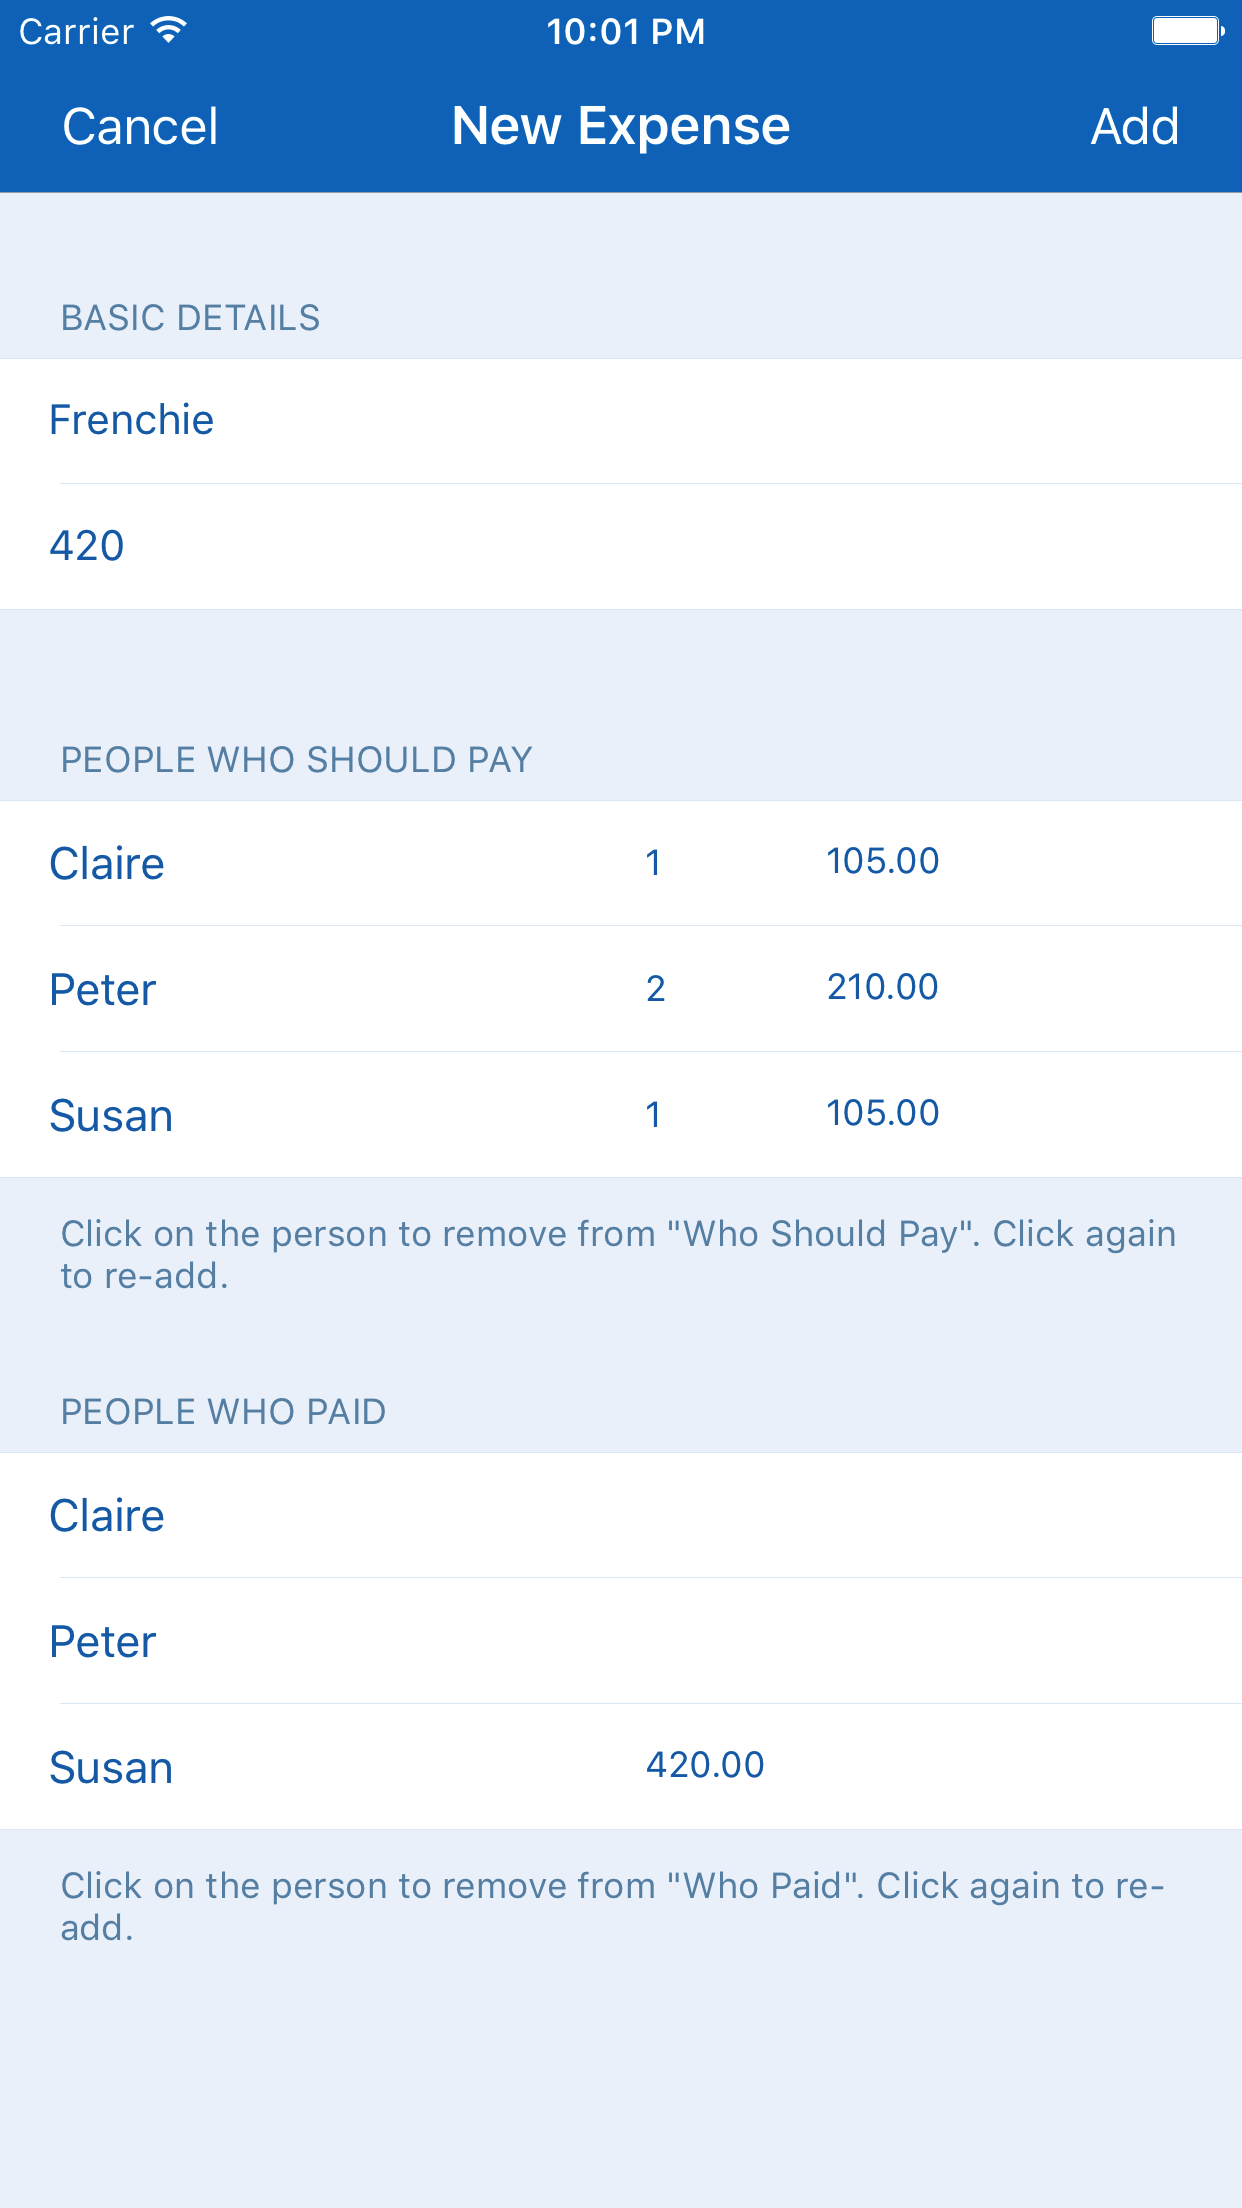 Carrier 10:01 PM
Cancel New Expense Add
BASIC DETAILS
Frenchie
420
PEOPLE WHO SHOULD PAY
Claire 1 105.00
Peter 2 210.00
Susan 1 105.00
Click on the person to remove from "Who Should Pay". Click again
to re-add.
PEOPLE WHO PAID
Claire
Peter
Susan 420.00
Click on the person to remove from "Who Paid". Click again to re-
add.